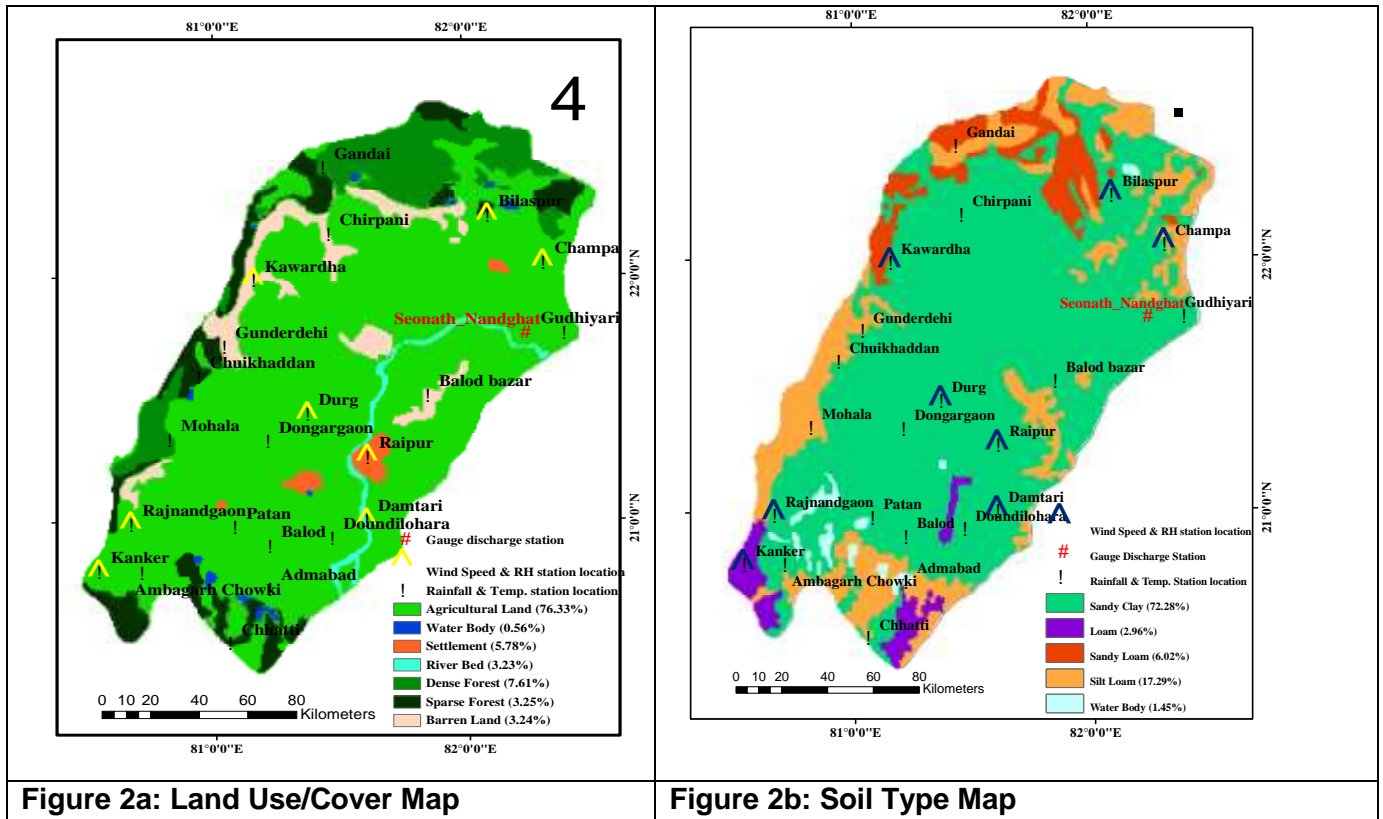 81°0'0"E
82°0'0"E
4
Gandai
Bilaspur
Chirpani
Champa
Kawardha
22°0'0"N
Seonath_Nandghat
Gudhiyari
Gunderdehi
Chuikhaddan
Balod bazar
Durg
Mohala
Dongargaon
Raipur
Rajnandgaon
Patan
Damtari
Balod
Doundilohara
21°0'0"N
# Gauge discharge station
Kanker
Wind Speed & RH station location
Admabad
Ambagarh Chowki
! Rainfall & Temp. station location
Agricultural Land (76.33%)
Water Body (0.56%)
Chhatti
Settlement (5.78%)
River Bed (3.23%)
Dense Forest (7.61%)
Sparse Forest (3.25%)
Barren Land (3.24%)
0 10 20 40 60 80
Kilometers
81°0'0"E
82°0'0"E
Figure 2a: Land Use/Cover Map
81°0'0"E
82°0'0"E
Gandai
Bilaspur
Chirpani
Champa
Kawardha
22°0'0"N
Seonath_Nandghat
Gudhiyari
Gunderdehi
Chuikhaddan
Balod bazar
Durg
Mohala
Dongargaon
Raipur
Rajnandgaon
Patan
Damtari
Balod
Doundilohara
21°0'0"N
Wind Speed & RH station location
Kanker
# Gauge Discharge Station
Ambagarh Chowki
Admabad
! Rainfall & Temp. Station location
Sandy Clay (72.28%)
Chhatti
Loam (2.96%)
Sandy Loam (6.02%)
Silt Loam (17.29%)
Water Body (1.45%)
0 10 20 40 60 80
Kilometers
81°0'0"E
82°0'0"E
Figure 2b: Soil Type Map